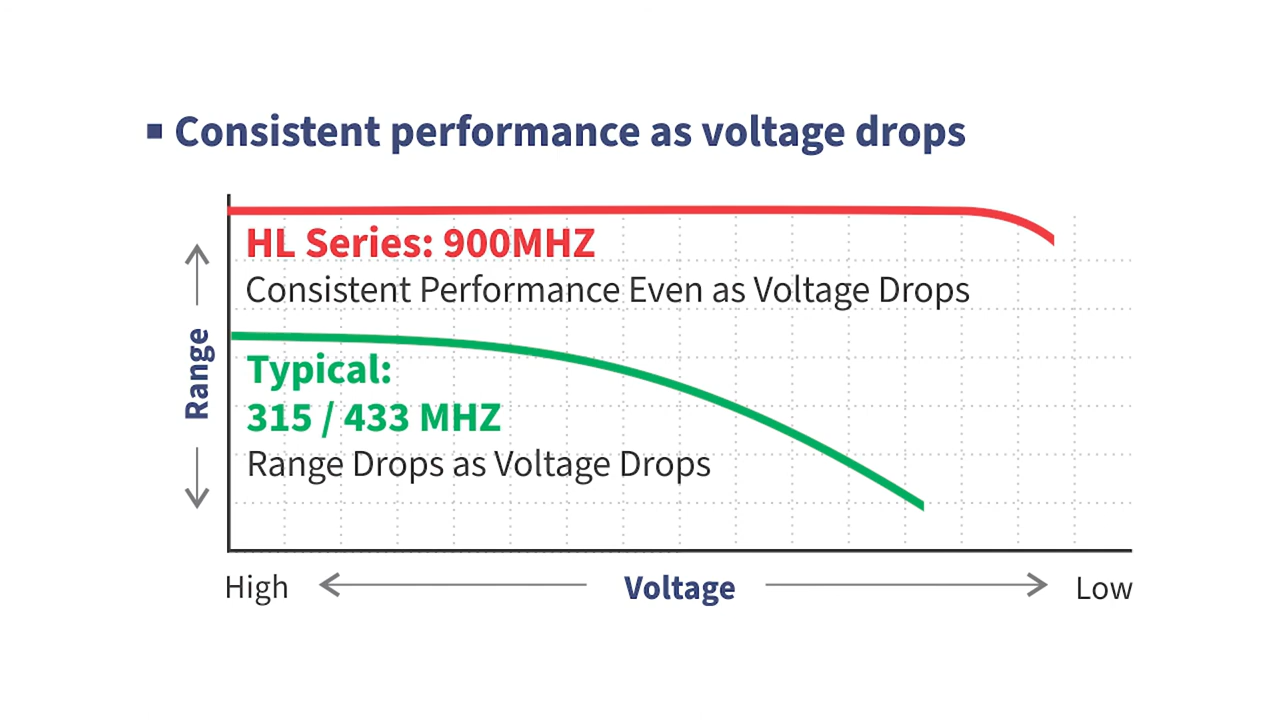 ▪ Consistent performance as voltage drops
HL Series: 900MHZ
Consistent Performance Even as Voltage Drops
Range
Typical:
315 / 433 MHZ
Range Drops as Voltage Drops
High
Voltage
Low